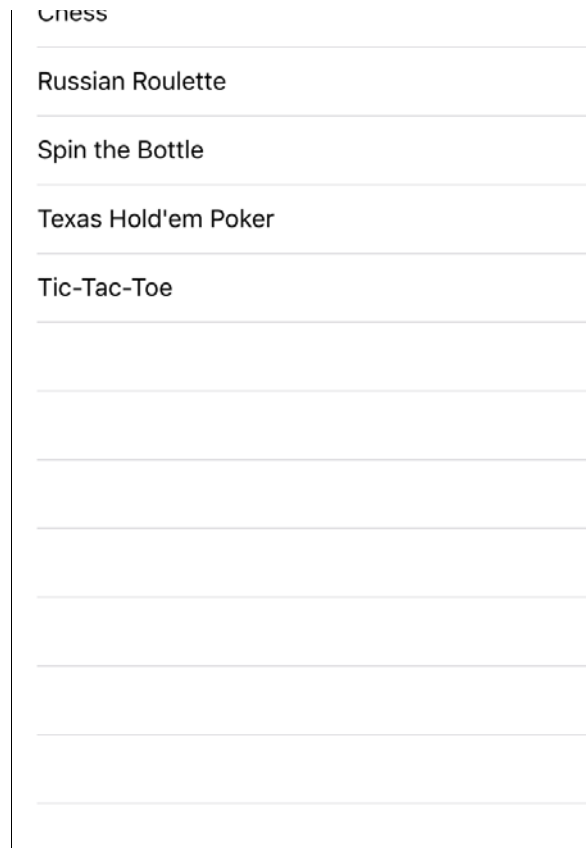 Chess
Russian Roulette
Spin the Bottle
Texas Hold'em Poker
Tic-Tac-Toe